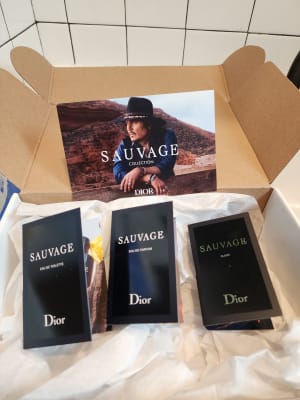 SAUVAGE
COLLECTION
DIOR
SAUVAGE
EAU DE TOILETTE
Dior
SAUVAGE
EAU DE PARFUM
Dior
SAUVAGE
ELIXIR
Dior